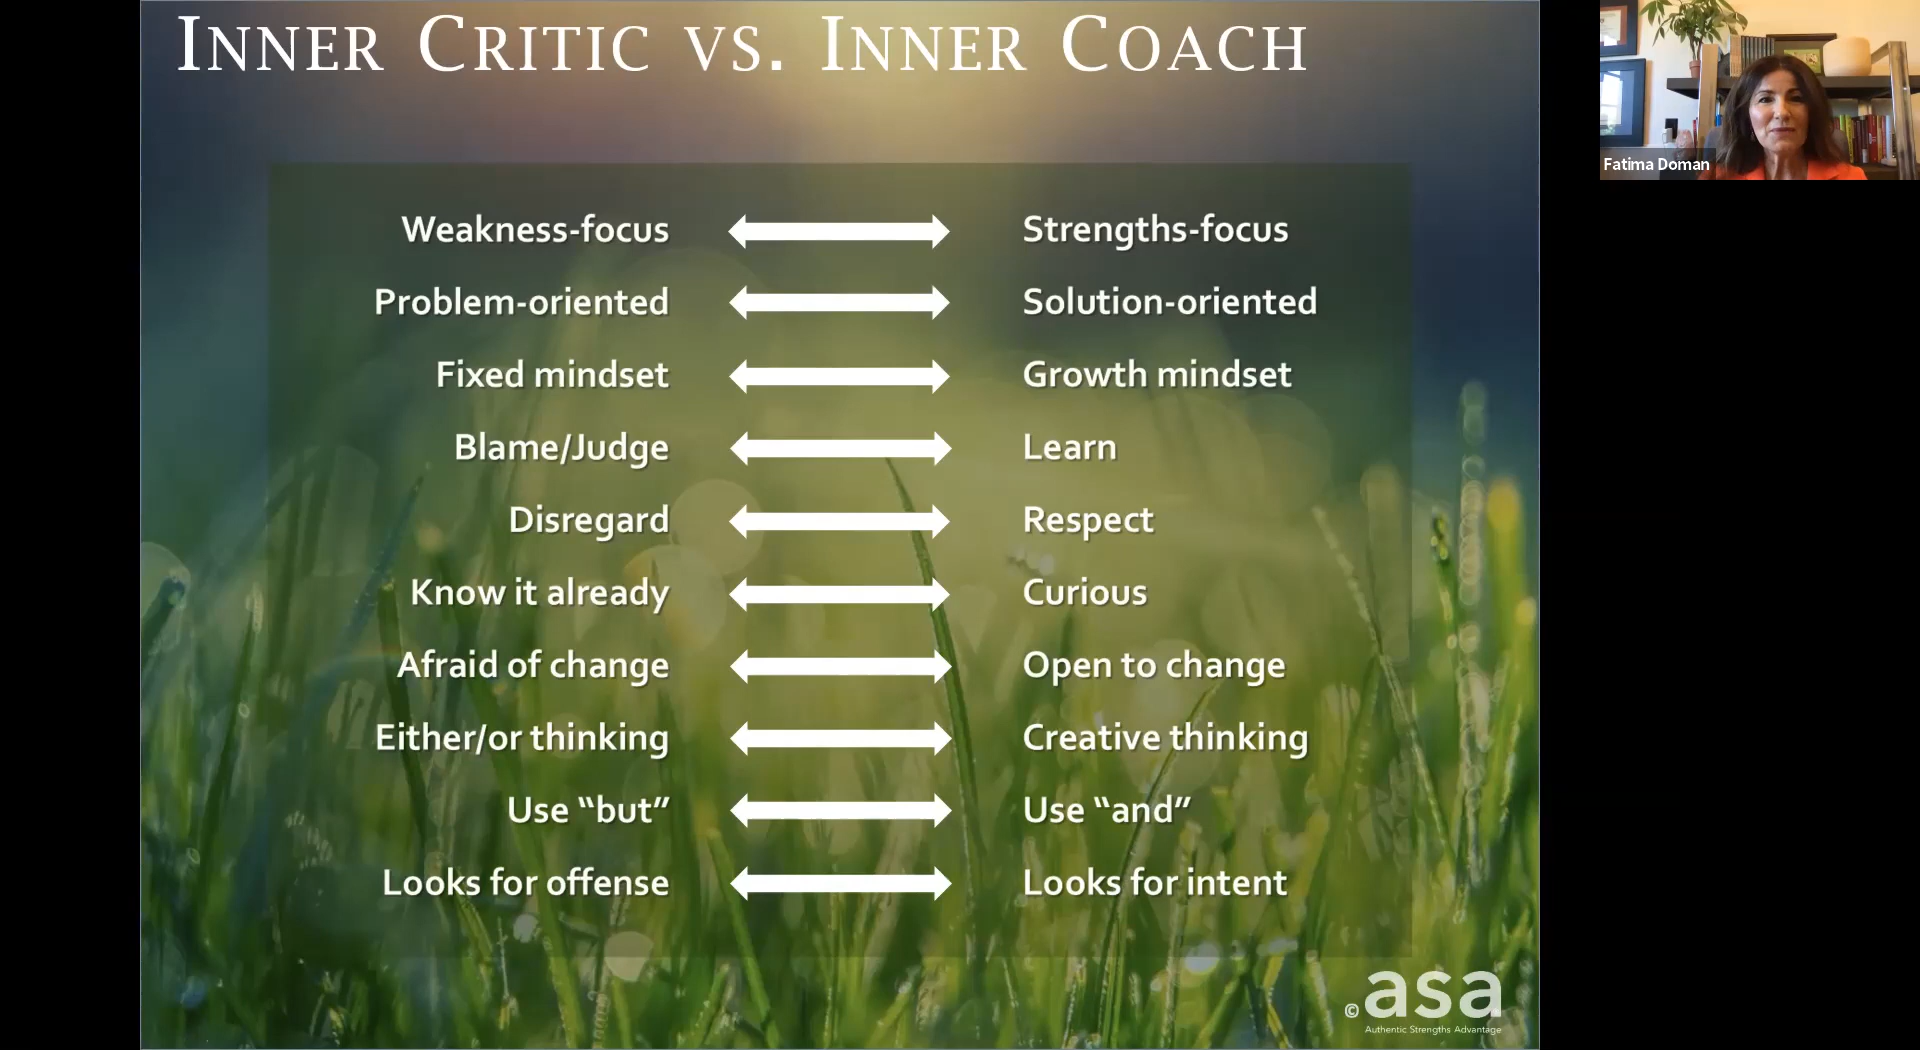 INNER CRITIC VS. INNER COACH
Fatima Doman
Weakness-focus Strengths-focus
Problem-oriented Solution-oriented
Fixed mindset Growth mindset
Blame/Judge Learn
Disregard Respect
Know it already Curious
Afraid of change Open to change
Either/or thinking Creative thinking
Use “but” Use “and”
Looks for offense Looks for intent
© asa
Authentic Strengths Advantage